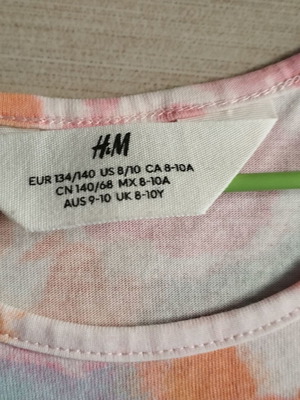 H&M
EUR 134/140 US 8/10 CA 8-10A
CN 140/68 MX 8-10A
AUS 9-10 UK 8-10Y